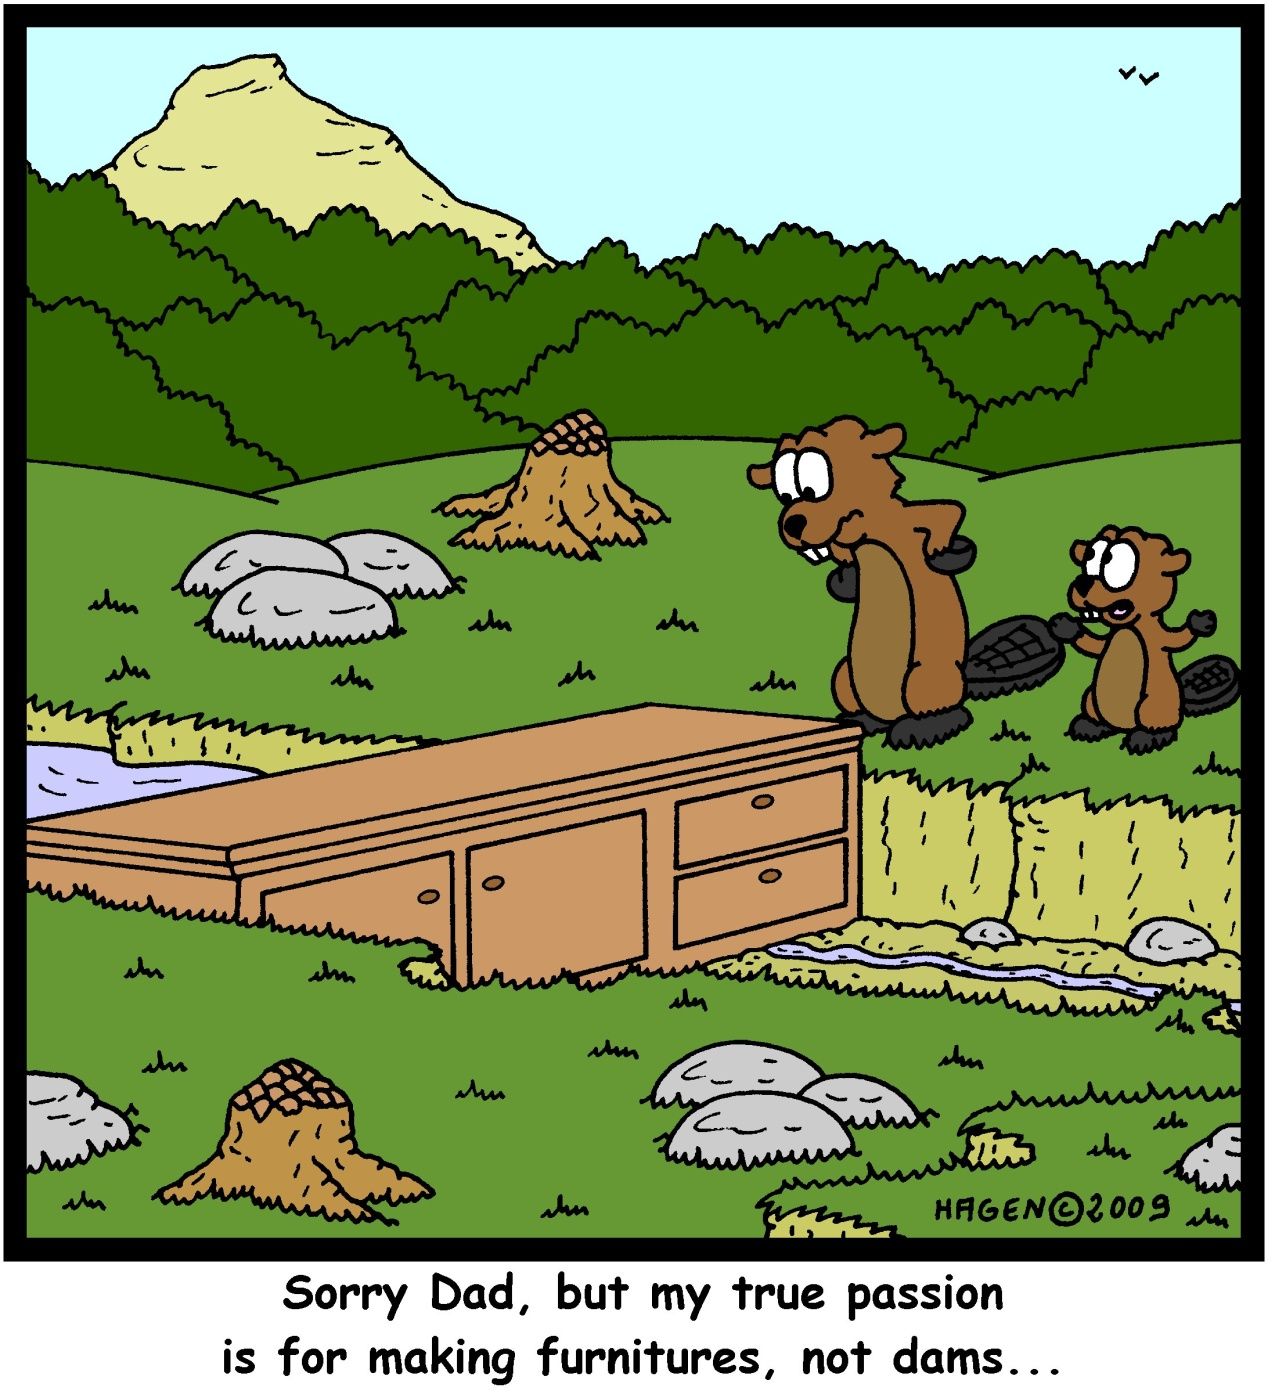 HAGEN©2009
Sorry Dad, but my true passion
is for making furnitures, not dams...